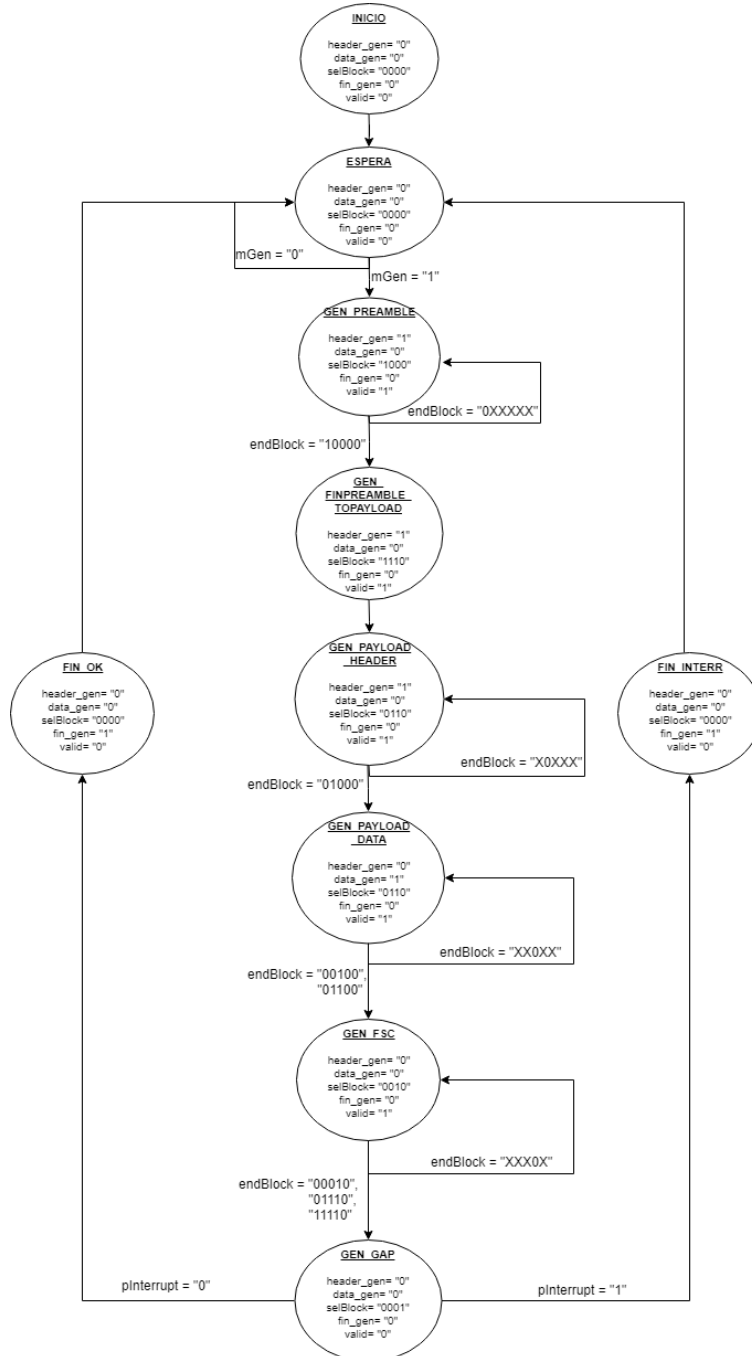 INICIO
header_gen= "0"
data_gen= "0"
selBlock= "0000"
fin_gen= "0"
valid= "0"
ESPERA
header_gen= "0"
data_gen= "0"
selBlock= "0000"
fin_gen= "0"
valid= "0"
mGen = "0"
mGen = "1"
GEN_PREAMBLE
header_gen= "1"
data_gen= "0"
selBlock= "1000"
fin_gen= "0"
valid= "1"
endBlock = "0XXXXX"
endBlock = "10000"
GEN_
FINPREAMBLE_
TOPAYLOAD
header_gen= "1"
data_gen= "0"
selBlock= "1110"
fin_gen= "0"
valid= "1"
GEN_PAYLOAD
_HEADER
header_gen= "1"
data_gen= "0"
selBlock= "0110"
fin_gen= "0"
valid= "1"
FIN_OK
header_gen= "0"
data_gen= "0"
selBlock= "0000"
fin_gen= "1"
valid= "0"
FIN_INTERR
header_gen= "0"
data_gen= "0"
selBlock= "0000"
fin_gen= "1"
valid= "0"
endBlock = "X0XXX"
endBlock = "01000"
GEN_PAYLOAD
_DATA
header_gen= "0"
data_gen= "1"
selBlock= "0110"
fin_gen= "0"
valid= "1"
endBlock = "XX0XX"
endBlock = "00100",
"01100"
GEN_FSC
header_gen= "0"
data_gen= "0"
selBlock= "0010"
fin_gen= "0"
valid= "1"
endBlock = "XXX0X"
endBlock = "00010",
"01110",
"11110"
GEN_GAP
header_gen= "0"
data_gen= "0"
selBlock= "0001"
fin_gen= "0"
valid= "0"
pInterrupt = "0"
pInterrupt = "1"